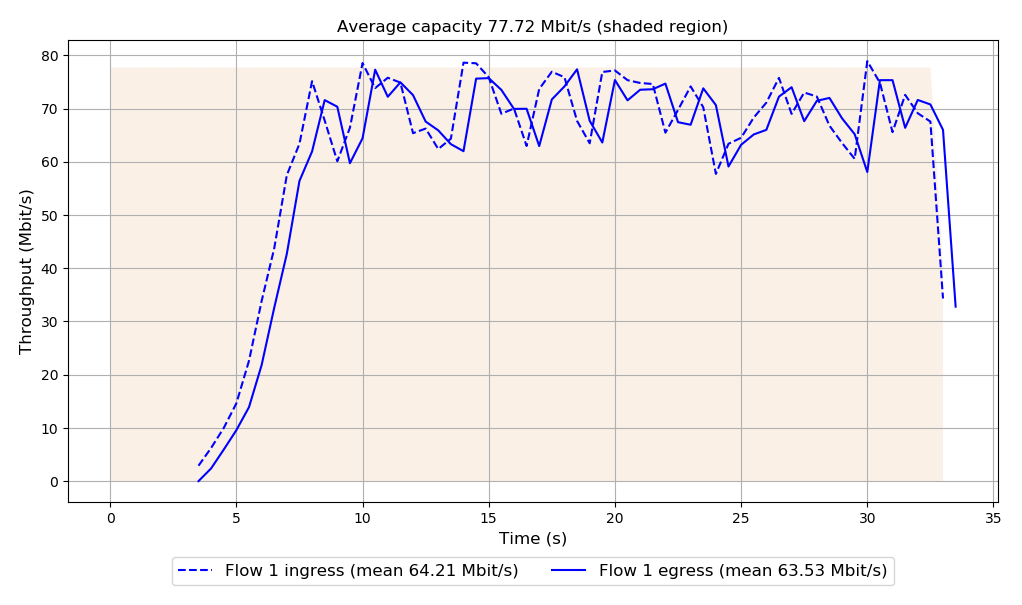 Average capacity 77.72 Mbit/s (shaded region)
80
70
60
50
40
30
20
10
0
Throughput (Mbit/s)
0 5 10 15 20 25 30 35
Time (s)
Flow 1 ingress (mean 64.21 Mbit/s) Flow 1 egress (mean 63.53 Mbit/s)